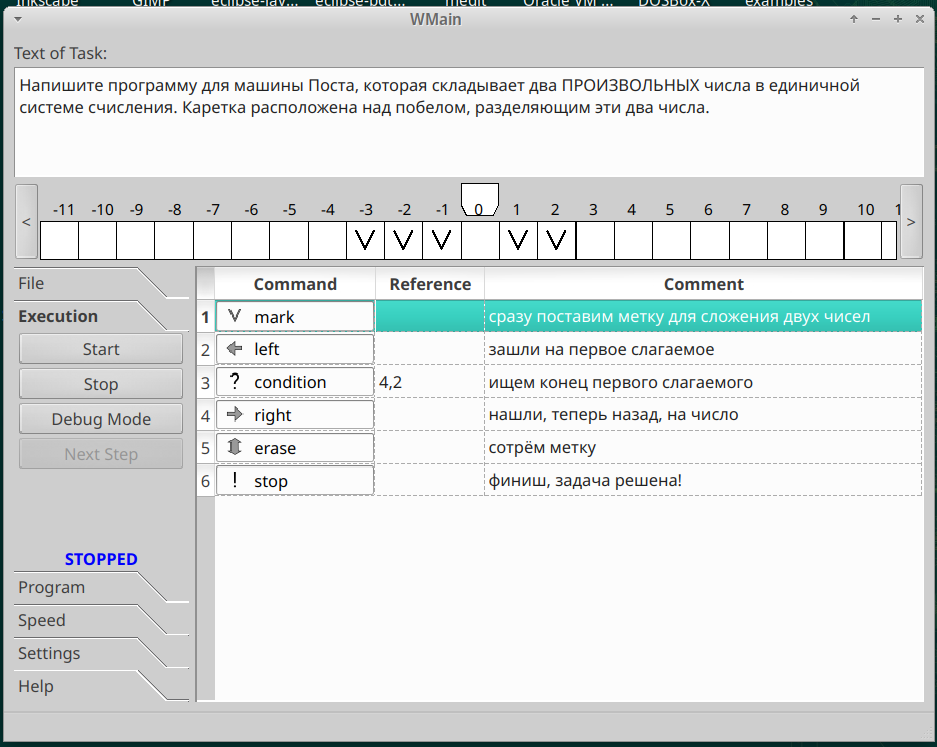 Inkscape GIMP eclipse-jav... eclipse-pdt... medit Oracle VM ... DOSBox-X examples
WMain
Text of Task:
Напишите программу для машины Поста, которая складывает два ПРОИЗВОЛЬНЫХ числа в единичной
системе счисления. Каретка расположена над побелом, разделяющим эти два числа.
-11 -10 -9 -8 -7 -6 -5 -4 -3 -2 -1 0 1 2 3 4 5 6 7 8 9 10 1
< V V V V V >
File
Command Reference Comment
Execution
1 V mark сразу поставим метку для сложения двух чисел
Start
2 left зашли на первое слагаемое
Stop
3 ? condition 4,2 ищем конец первого слагаемого
Debug Mode
4 right нашли, теперь назад, на число
Next Step
5 erase сотрём метку
6 ! stop финиш, задача решена!
STOPPED
Program
Speed
Settings
Help